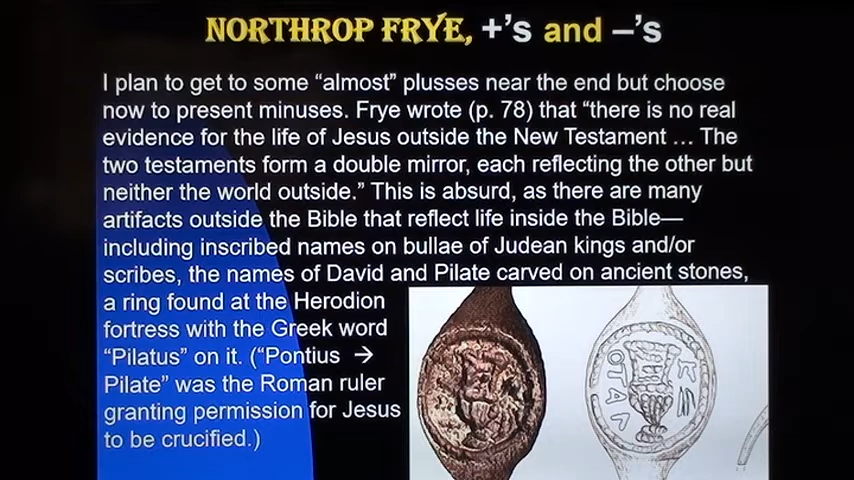 NORTHROP FRYE, +’s and –’s
I plan to get to some “almost” plusses near the end but choose
now to present minuses. Frye wrote (p. 78) that “there is no real
evidence for the life of Jesus outside the New Testament … The
two testaments form a double mirror, each reflecting the other but
neither the world outside.” This is absurd, as there are many
artifacts outside the Bible that reflect life inside the Bible—
including inscribed names on bullae of Judean kings and/or
scribes, the names of David and Pilate carved on ancient stones,
a ring found at the Herodion
fortress with the Greek word
“Pilatus” on it. (“Pontius →
Pilate” was the Roman ruler
granting permission for Jesus
to be crucified.)